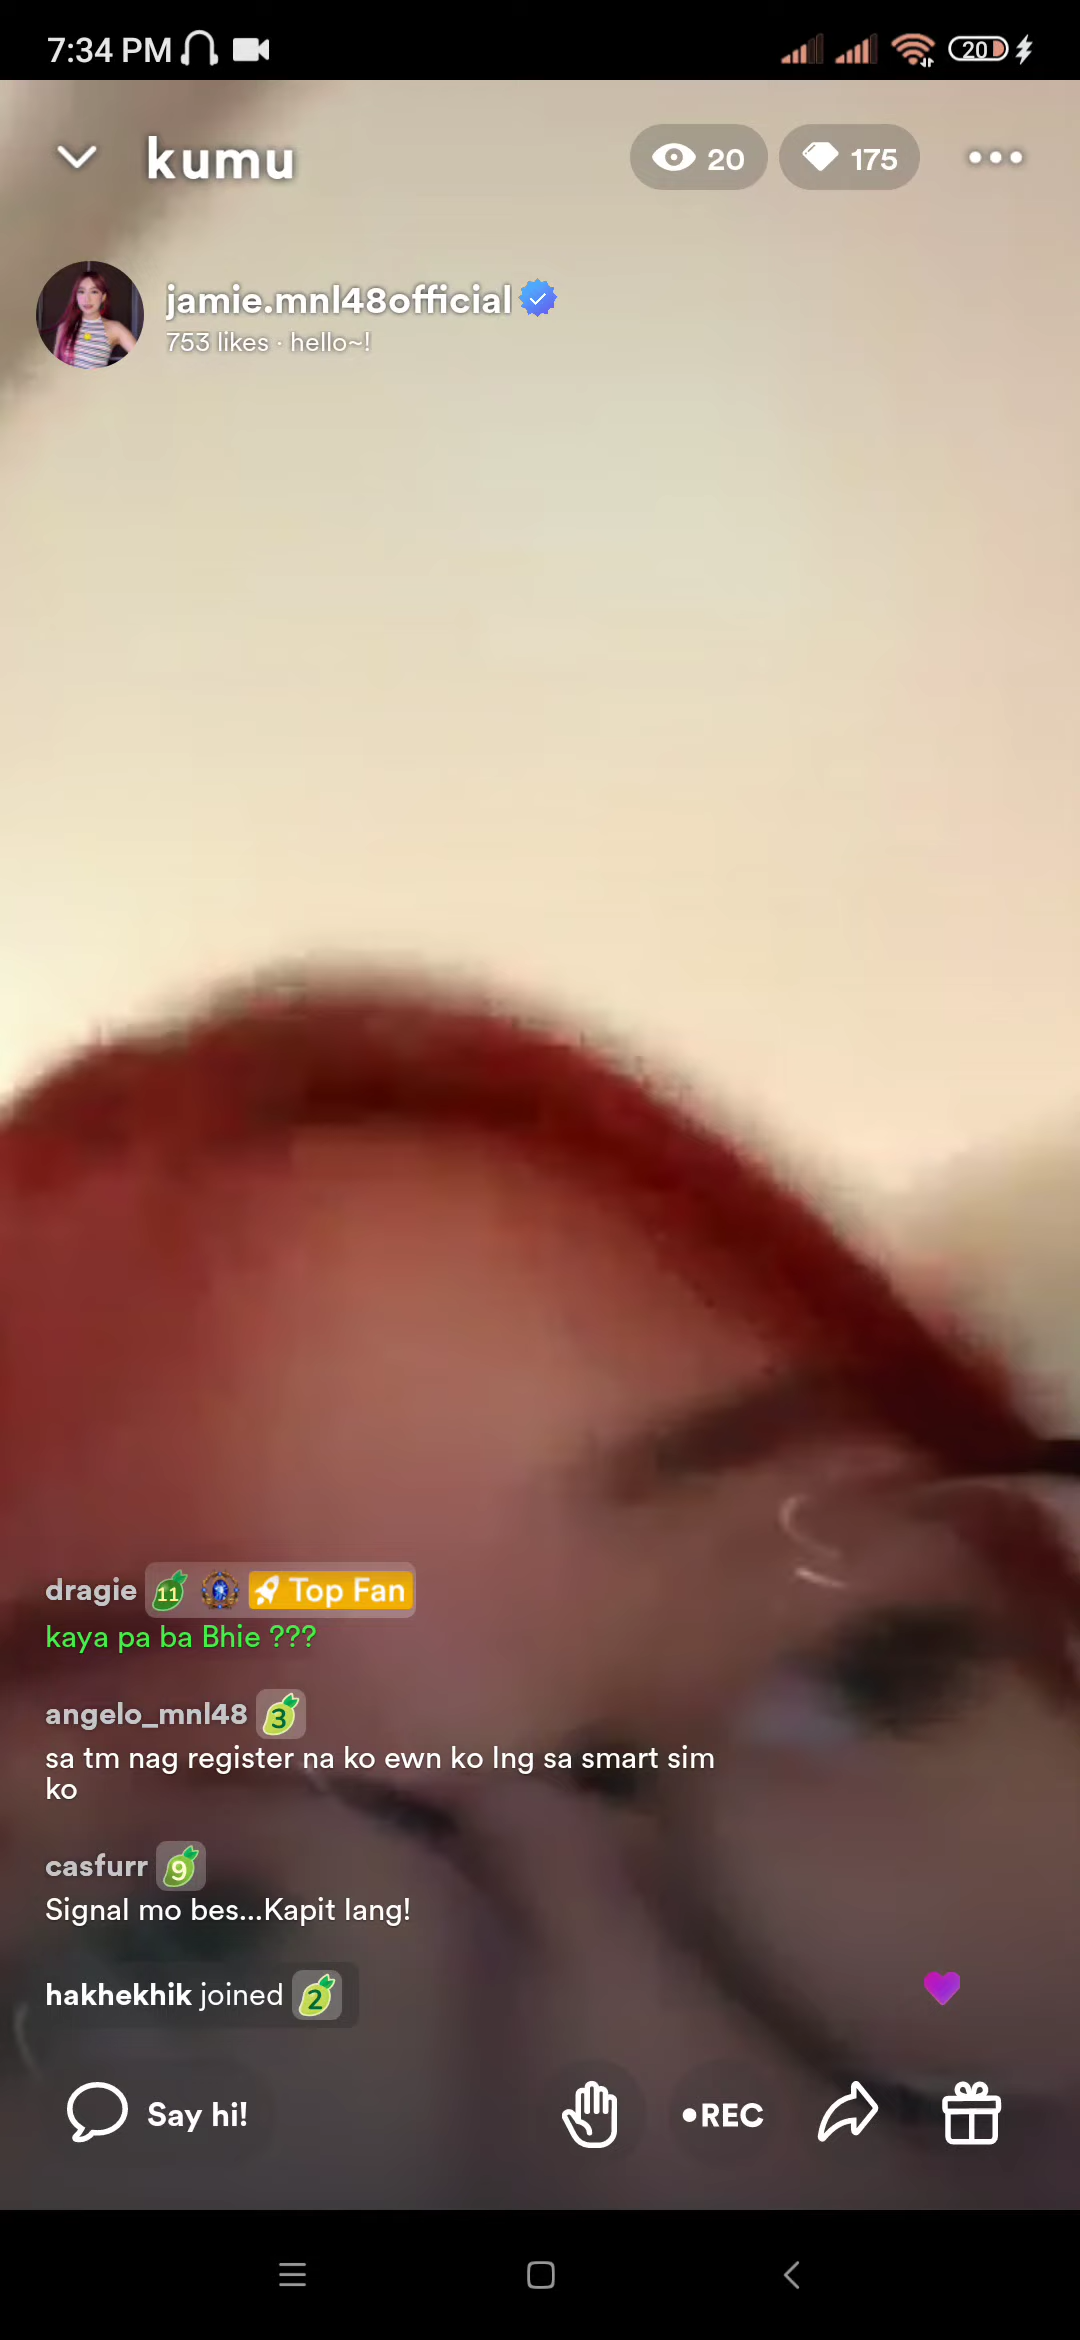 7:34 PM
20
kumu
20
175
jamie.mnl48official
753 likes · hello~!
dragie 11 Top Fan
kaya pa ba Bhie ???
angelo_mnl48 3
sa tm nag register na ko ewn ko lng sa smart sim
ko
casfurr 9
Signal mo bes...Kapit lang!
hakhekhik joined 2
Say hi!
•REC